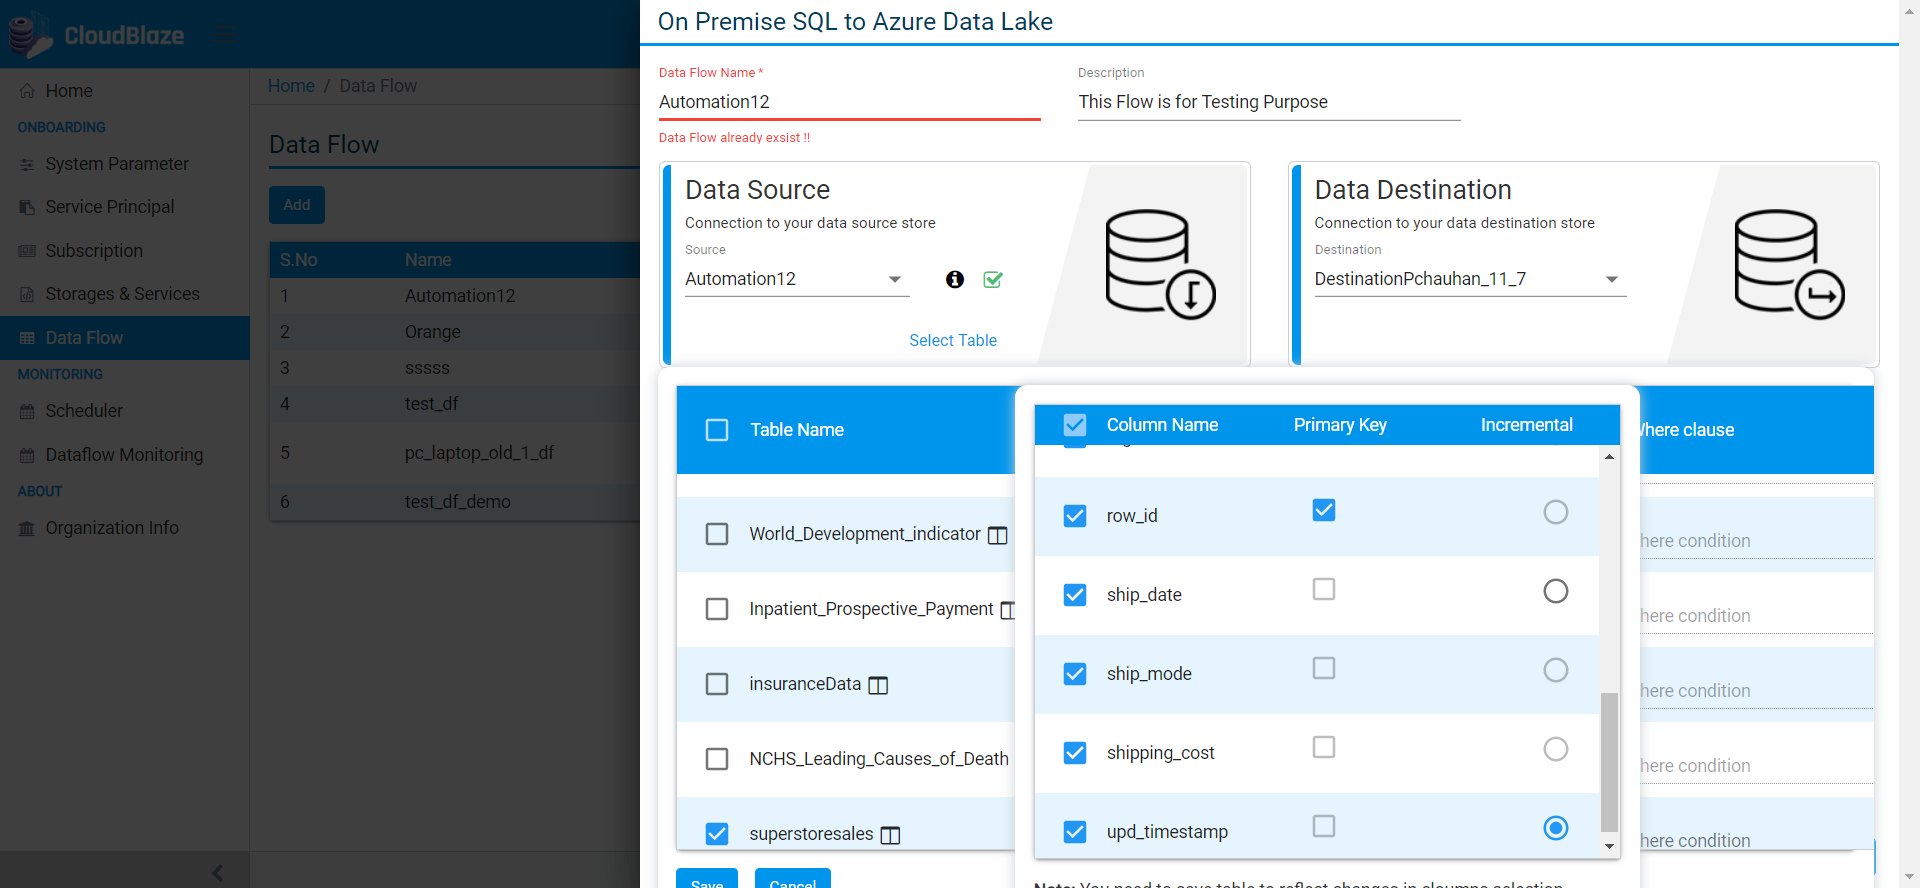 CloudBlaze
Home
ONBOARDING
System Parameter
Service Principal
Subscription
Storages & Services
Data Flow
MONITORING
Scheduler
Dataflow Monitoring
ABOUT
Organization Info
Home / Data Flow
Data Flow
Add
S.No Name
1 Automation12
2 Orange
3 sssss
4 test_df
5 pc_laptop_old_1_df
6 test_df_demo
On Premise SQL to Azure Data Lake
Data Flow Name *
Automation12
Data Flow already exsist !!
Description
This Flow is for Testing Purpose
Data Source
Connection to your data source store
Source
Automation12
Select Table
Data Destination
Connection to your data destination store
Destination
DestinationPchauhan_11_7
Table Name
World_Development_indicator
Inpatient_Prospective_Payment
insuranceData
NCHS_Leading_Causes_of_Death
superstoresales
Save Cancel
Column Name Primary Key Incremental
row_id
ship_date
ship_mode
shipping_cost
upd_timestamp
Note: You need to save table to reflect changes in cloumns selection
Where clause
here condition
here condition
here condition
here condition
here condition